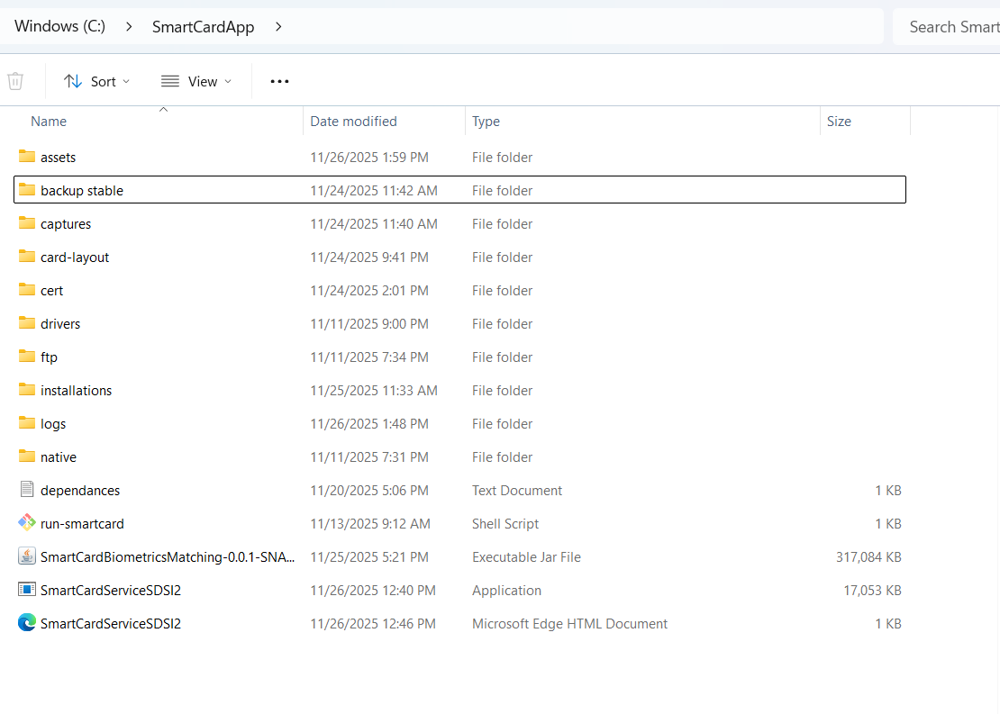 Windows (C:) > SmartCardApp >
Search Smart
Sort View
Name Date modified Type Size
assets 11/26/2025 1:59 PM File folder
backup stable 11/24/2025 11:42 AM File folder
captures 11/24/2025 11:40 AM File folder
card-layout 11/24/2025 9:41 PM File folder
cert 11/24/2025 2:01 PM File folder
drivers 11/11/2025 9:00 PM File folder
ftp 11/11/2025 7:34 PM File folder
installations 11/25/2025 11:33 AM File folder
logs 11/26/2025 1:48 PM File folder
native 11/11/2025 7:31 PM File folder
dependances 11/20/2025 5:06 PM Text Document 1 KB
run-smartcard 11/13/2025 9:12 AM Shell Script 1 KB
SmartCardBiometricsMatching-0.0.1-SNA... 11/25/2025 5:21 PM Executable Jar File 317,084 KB
SmartCardServiceSDSI2 11/26/2025 12:40 PM Application 17,053 KB
SmartCardServiceSDSI2 11/26/2025 12:46 PM Microsoft Edge HTML Document 1 KB